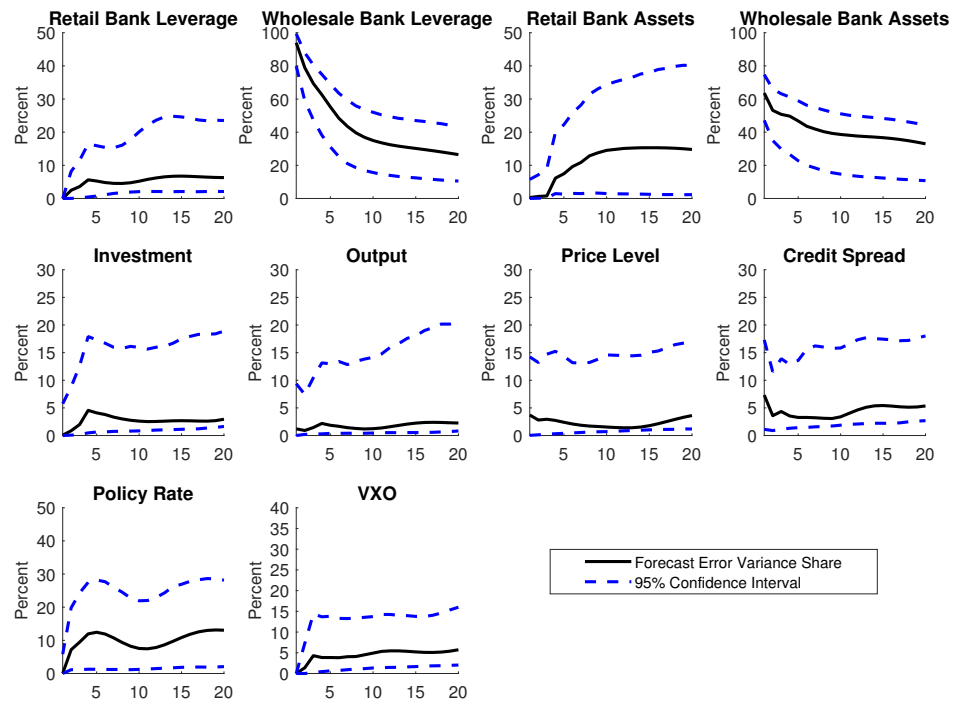 Retail Bank Leverage
Percent
50
40
30
20
10
0
5 10 15 20
Wholesale Bank Leverage
Percent
100
80
60
40
20
0
5 10 15 20
Retail Bank Assets
Percent
50
40
30
20
10
0
5 10 15 20
Wholesale Bank Assets
Percent
100
80
60
40
20
0
5 10 15 20
Investment
Percent
30
25
20
15
10
5
0
5 10 15 20
Output
Percent
30
25
20
15
10
5
0
5 10 15 20
Price Level
Percent
30
25
20
15
10
5
0
5 10 15 20
Credit Spread
Percent
30
25
20
15
10
5
0
5 10 15 20
Policy Rate
Percent
50
40
30
20
10
0
5 10 15 20
VXO
Percent
40
35
30
25
20
15
10
5
0
5 10 15 20
Forecast Error Variance Share
95% Confidence Interval